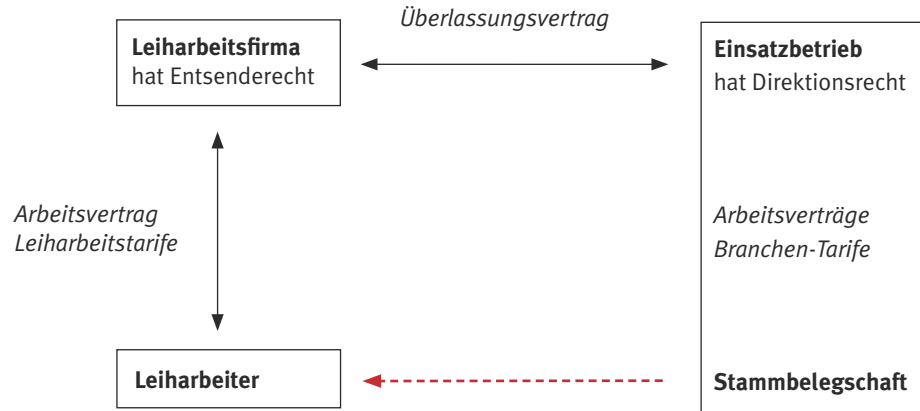 Überlassungsvertrag
Leiharbeitsfirma
hat Entsenderecht
Einsatzbetrieb
hat Direktionsrecht
Arbeitsvertrag
Leiharbeitstarife
Arbeitsverträge
Branchen-Tarife
Leiharbeiter
Stammbelegschaft